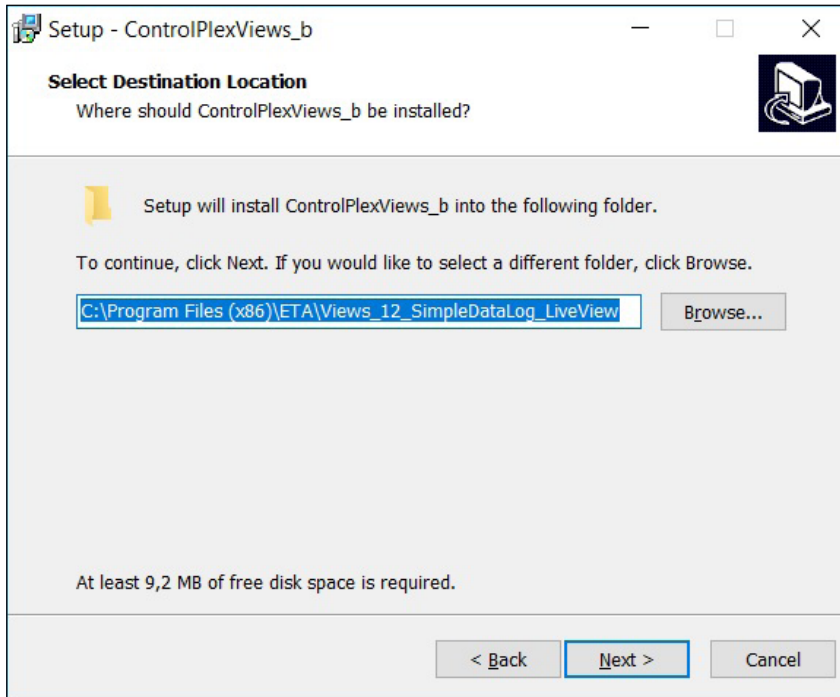 Setup - ControlPlexViews_b
Select Destination Location
Where should ControlPlexViews_b be installed?
Setup will install ControlPlexViews_b into the following folder.
To continue, click Next. If you would like to select a different folder, click Browse.
C:\Program Files (x86)\ETA\Views_12_SimpleDataLog_LiveView
Browse...
At least 9,2 MB of free disk space is required.
< Back
Next >
Cancel